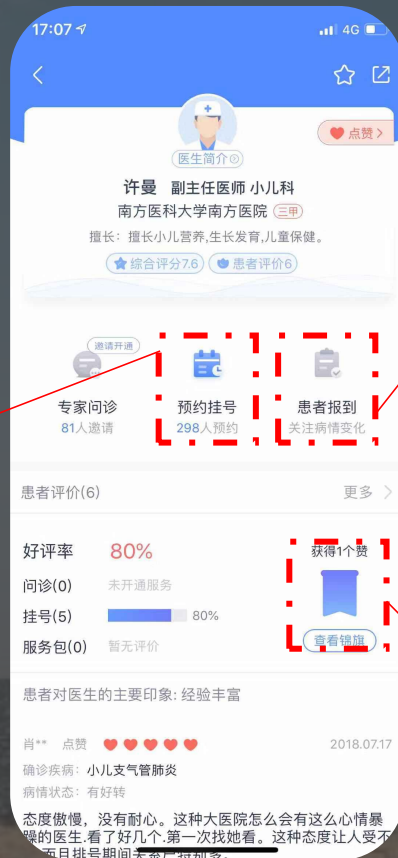 17:07
4G
点赞
医生简介
许曼 副主任医师 小儿科
南方医科大学南方医院 三甲
擅长：擅长小儿营养,生长发育,儿童保健。
综合评分7.6 患者评价6
邀请开通
专家问诊 预约挂号 患者报到
81人邀请 298人预约 关注病情变化
患者评价(6) 更多
好评率 80% 获得1个赞
问诊(0) 未开通服务
挂号(5) 80%
服务包(0) 暂无评价 查看锦旗
患者对医生的主要印象: 经验丰富
肖** 点赞 2018.07.17
确诊疾病: 小儿支气管肺炎
病情状态: 有好转
态度傲慢，没有耐心。这种大医院怎么会有这么心情暴
躁的医生.看了好几个.第一次找她看。这种态度让人受不
而且排号期间